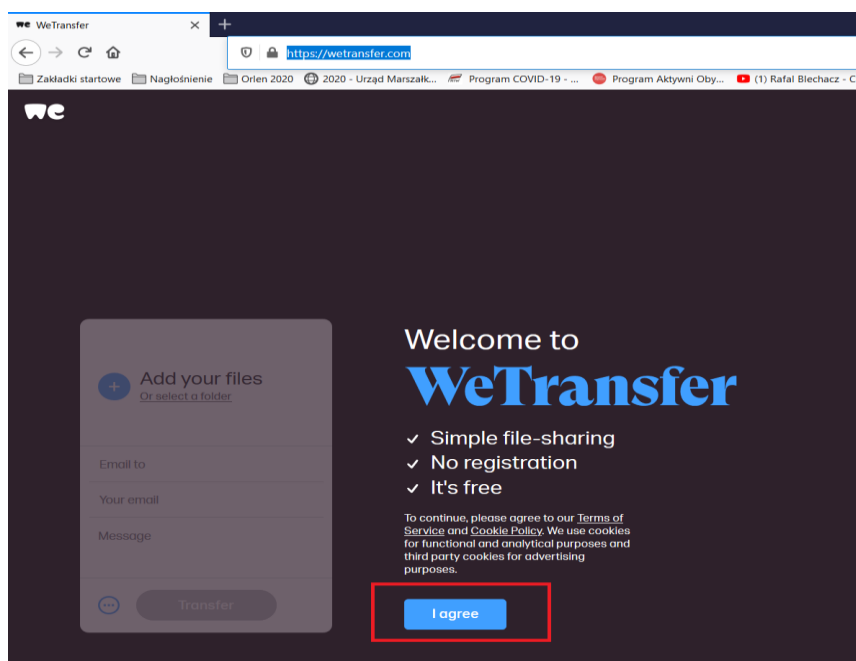 we WeTransfer
https://wetransfer.com
Zakładki startowe Nagłośnienie Orlen 2020 2020 - Urząd Marszałk... Program COVID-19 - ... Program Aktywni Oby... (1) Rafal Blechacz - C
we
Add your files
Or select a folder
Email to
Your email
Message
Transfer
Welcome to
WeTransfer
Simple file-sharing
No registration
It's free
To continue, please agree to our Terms of
Service and Cookie Policy. We use cookies
for functional and analytical purposes and
third party cookies for advertising
purposes.
I agree